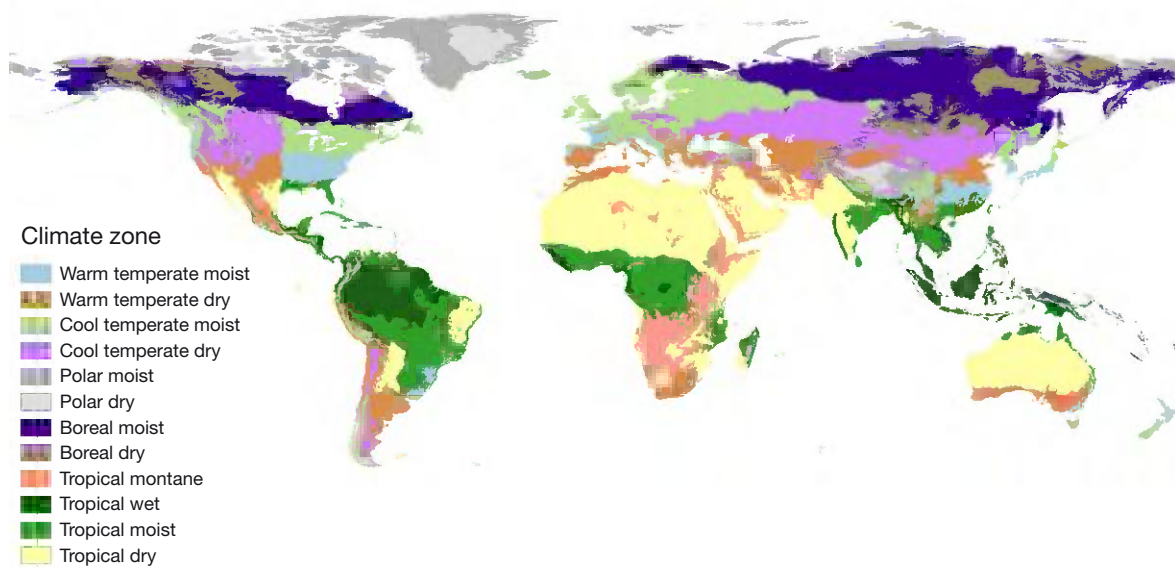 Climate zone
Warm temperate moist
Warm temperate dry
Cool temperate moist
Cool temperate dry
Polar moist
Polar dry
Boreal moist
Boreal dry
Tropical montane
Tropical wet
Tropical moist
Tropical dry